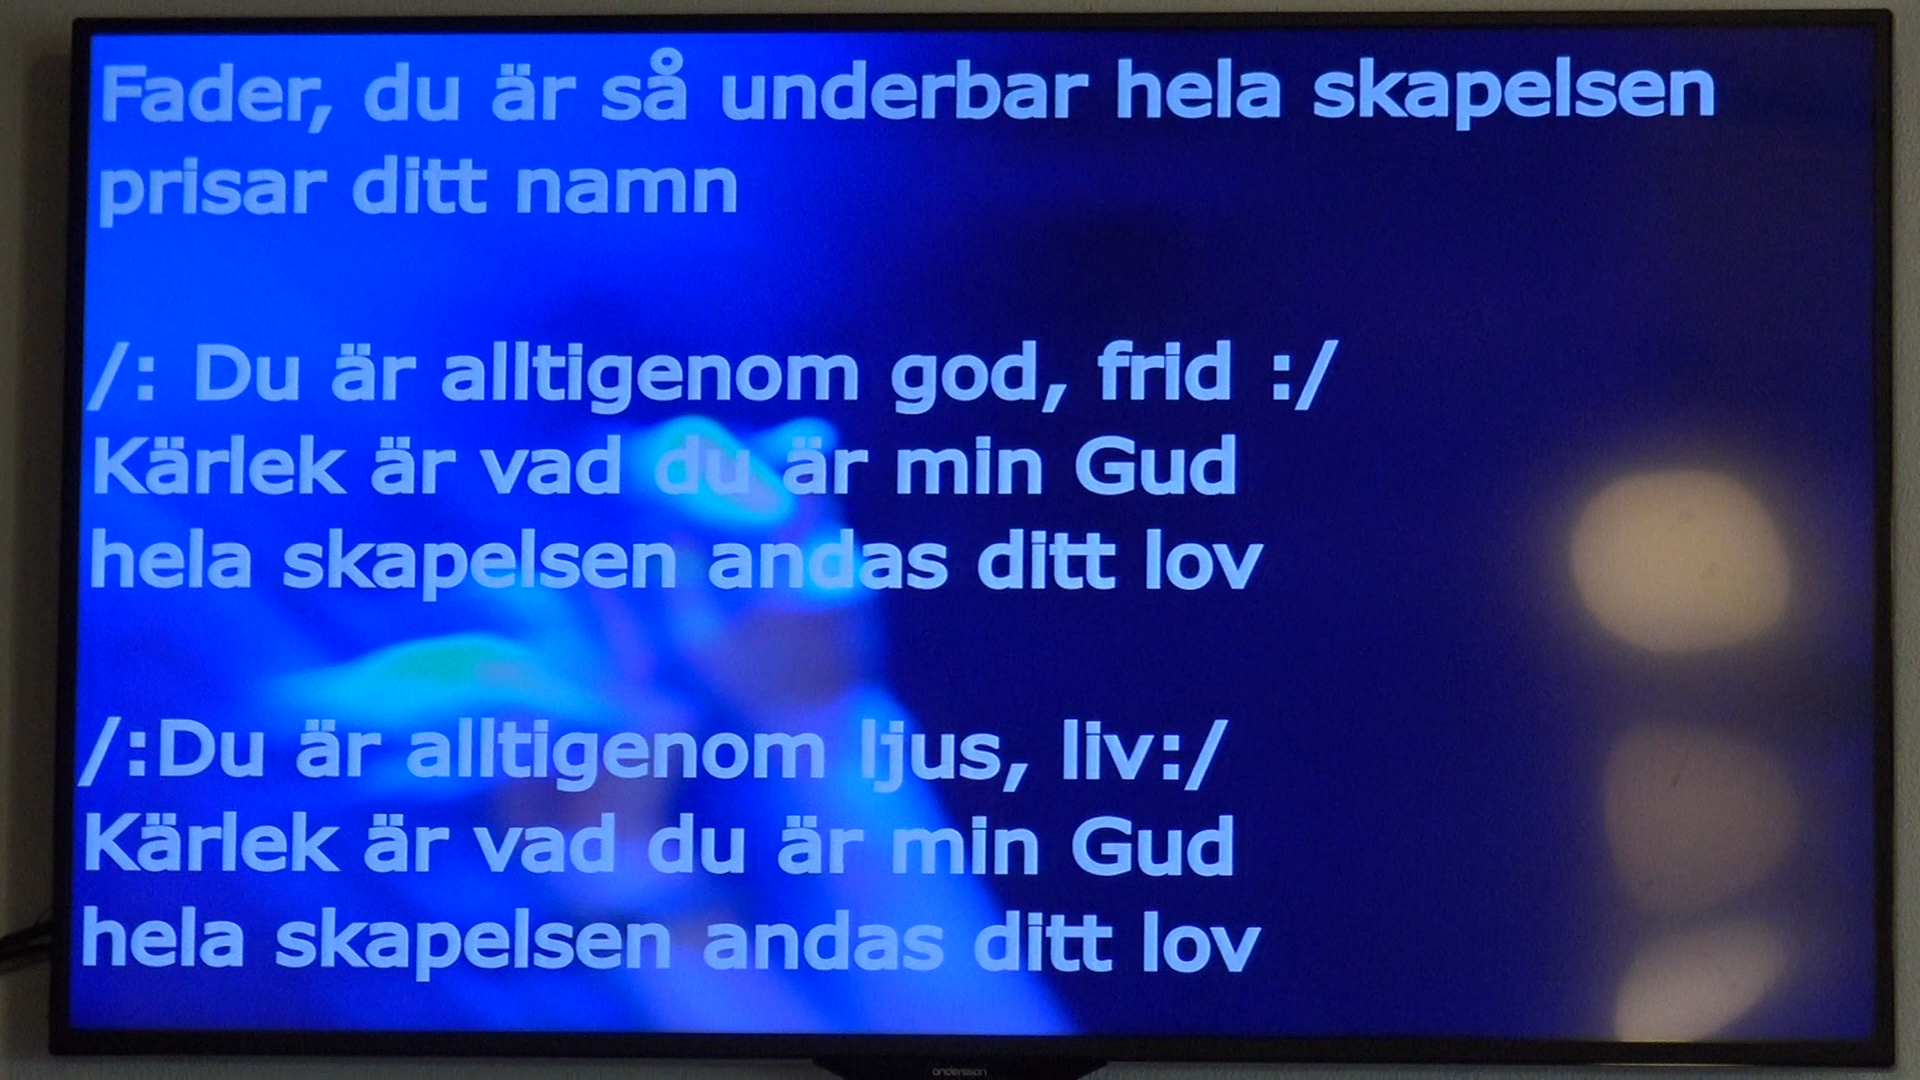 Fader, du är så underbar hela skapelsen
prisar ditt namn
/: Du är alltigenom god, frid :/
Kärlek är vad du är min Gud
hela skapelsen andas ditt lov
/:Du är alltigenom ljus, liv:/
Kärlek är vad du är min Gud
hela skapelsen andas ditt lov
andersson